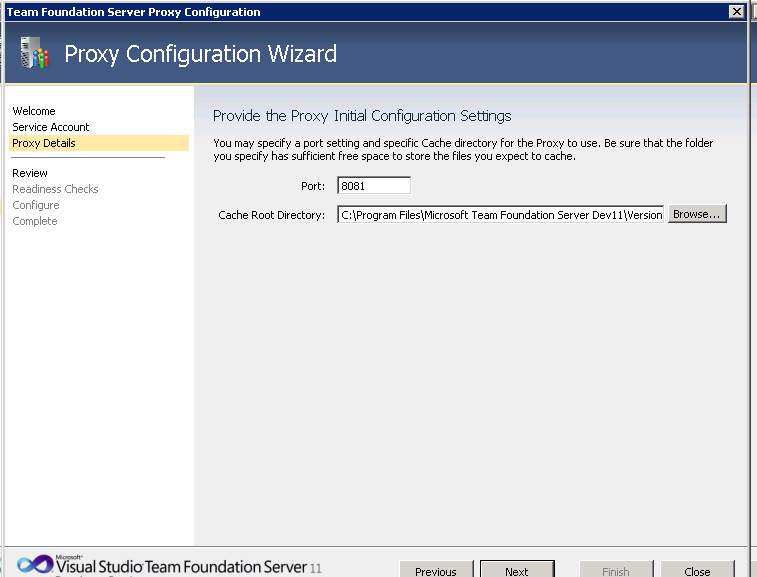 Team Foundation Server Proxy Configuration
Proxy Configuration Wizard
Welcome
Service Account
Proxy Details
Review
Readiness Checks
Configure
Complete
Provide the Proxy Initial Configuration Settings
You may specify a port setting and specific Cache directory for the Proxy to use. Be sure that the folder
you specify has sufficient free space to store the files you expect to cache.
Port: 8081
Cache Root Directory: C:\Program Files\Microsoft Team Foundation Server Dev11\Version Browse...
Microsoft®
Visual Studio Team Foundation Server 11
Previous Next Finish Close